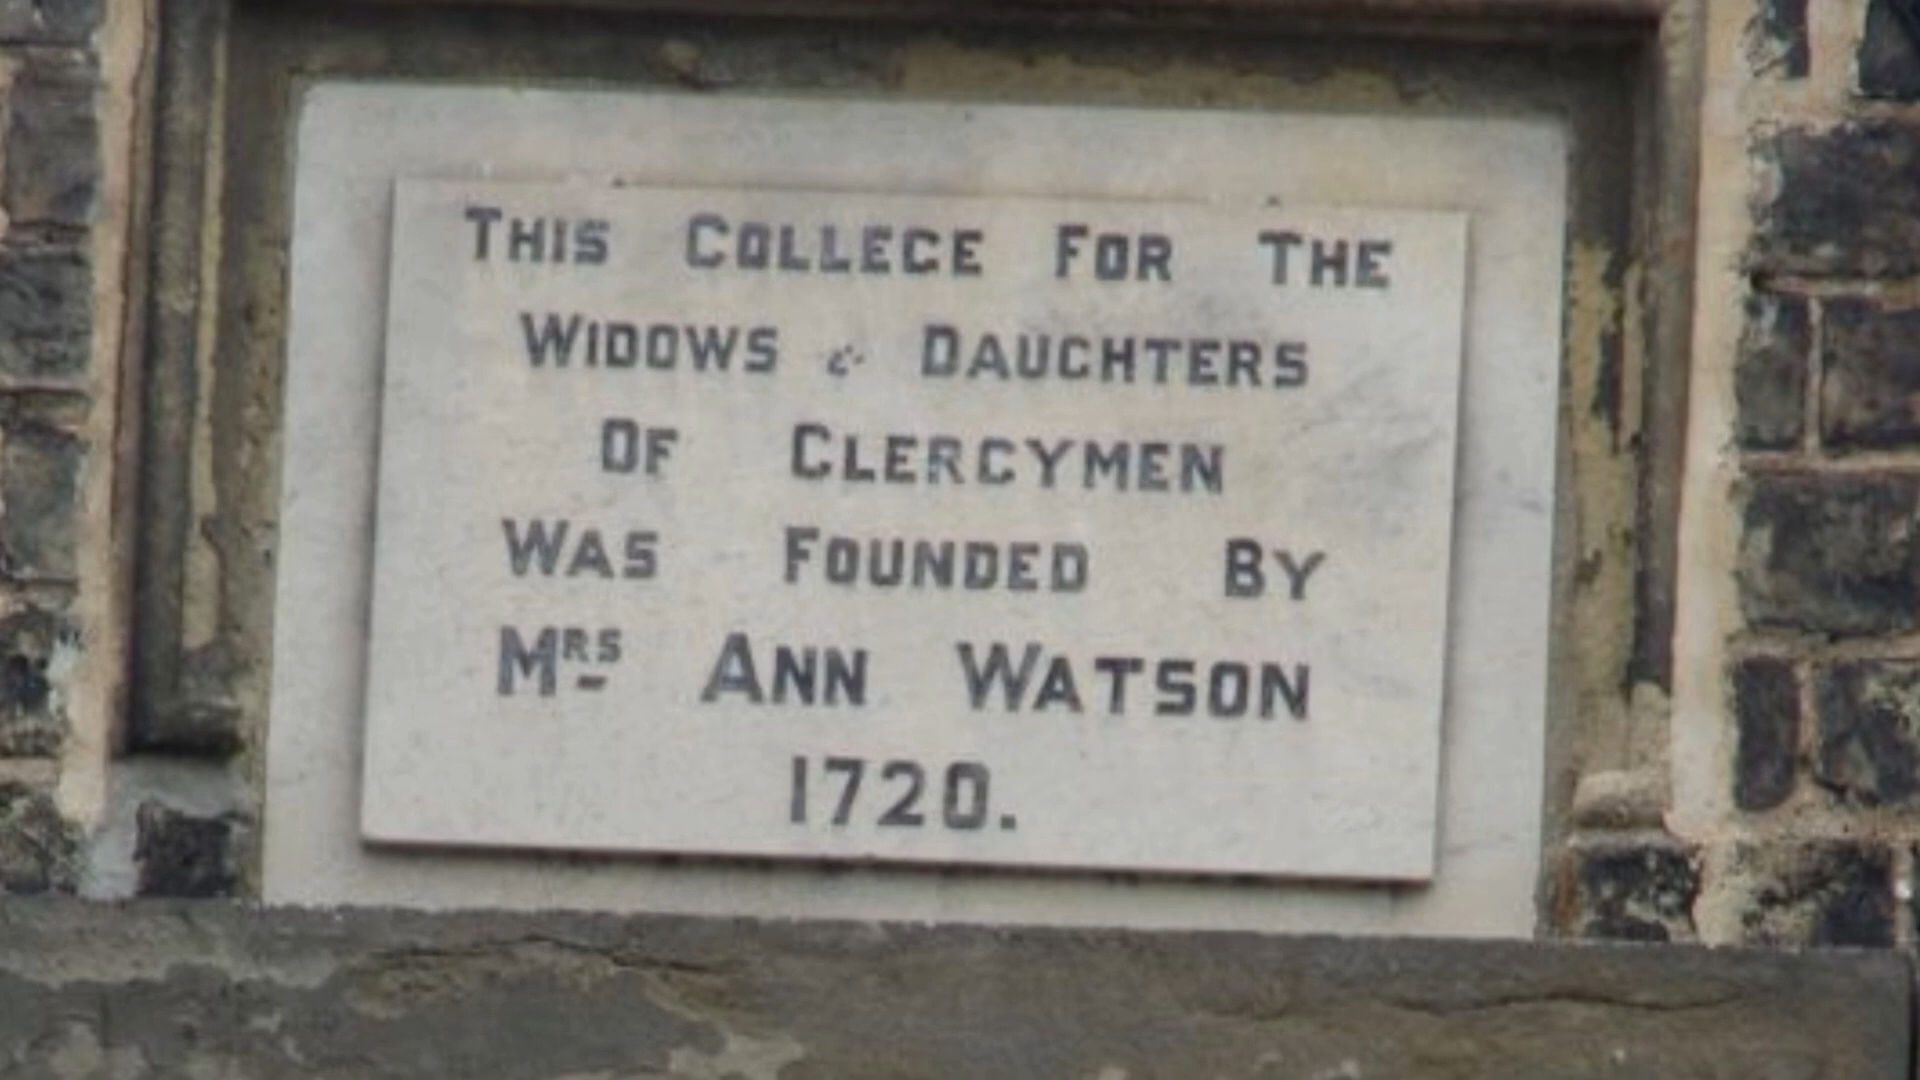 THIS COLLEGE FOR THE
WIDOWS & DAUGHTERS
OF CLERGYMEN
WAS FOUNDED BY
MRS ANN WATSON
1720.